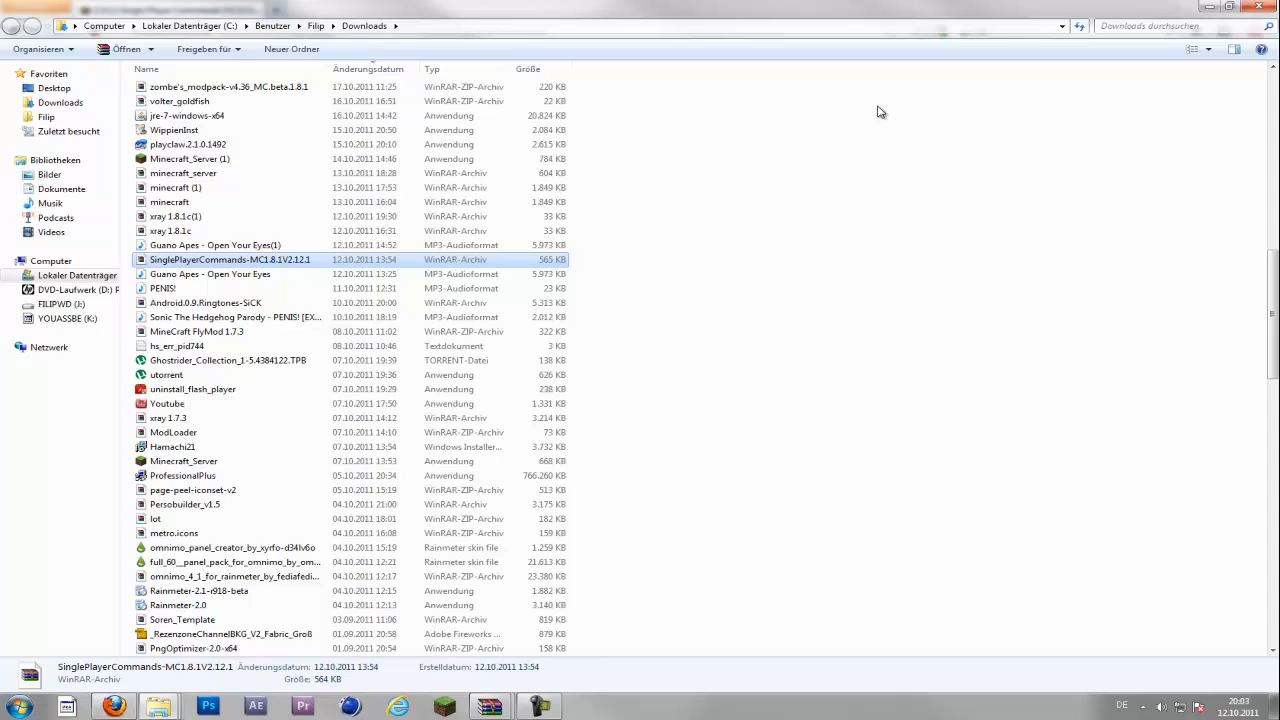 Computer ▸ Lokaler Datenträger (C:) ▸ Benutzer ▸ Filip ▸ Downloads ▸
Downloads durchsuchen
Organisieren Öffnen Freigeben für Neuer Ordner
Name Änderungsdatum Typ Größe
Favoriten
Desktop
Downloads
Filip
Zuletzt besucht
Bibliotheken
Bilder
Dokumente
Musik
Podcasts
Videos
Computer
Lokaler Datenträger
DVD-Laufwerk (D:) P
FILIPWD (J:)
YOUASSBE (K:)
Netzwerk
zombe's_modpack-v4.36_MC.beta.1.8.1 17.10.2011 11:25 WinRAR-ZIP-Archiv 220 KB
volter_goldfish 16.10.2011 16:51 WinRAR-ZIP-Archiv 22 KB
jre-7-windows-x64 16.10.2011 14:42 Anwendung 20.824 KB
WippienInst 15.10.2011 20:50 Anwendung 2.084 KB
playclaw.2.1.0.1492 15.10.2011 20:10 Anwendung 2.615 KB
Minecraft_Server (1) 14.10.2011 14:46 Anwendung 784 KB
minecraft_server 13.10.2011 18:28 WinRAR-Archiv 604 KB
minecraft (1) 13.10.2011 17:53 WinRAR-Archiv 1.849 KB
minecraft 13.10.2011 16:04 WinRAR-Archiv 1.849 KB
xray 1.8.1c(1) 12.10.2011 19:30 WinRAR-Archiv 33 KB
xray 1.8.1c 12.10.2011 16:31 WinRAR-Archiv 33 KB
Guano Apes - Open Your Eyes(1) 12.10.2011 14:52 MP3-Audioformat 5.973 KB
SinglePlayerCommands-MC1.8.1V2.12.1 12.10.2011 13:54 WinRAR-Archiv 565 KB
Guano Apes - Open Your Eyes 12.10.2011 13:25 MP3-Audioformat 5.973 KB
PENIS! 11.10.2011 12:31 MP3-Audioformat 23 KB
Android.0.9.Ringtones-SiCK 10.10.2011 20:00 WinRAR-Archiv 5.313 KB
Sonic The Hedgehog Parody - PENIS! [EX... 10.10.2011 18:19 MP3-Audioformat 2.012 KB
MineCraft FlyMod 1.7.3 08.10.2011 11:02 WinRAR-ZIP-Archiv 322 KB
hs_err_pid744 08.10.2011 10:46 Textdokument 3 KB
Ghostrider_Collection_1-5.4384122.TPB 07.10.2011 19:39 TORRENT-Datei 138 KB
utorrent 07.10.2011 19:36 Anwendung 626 KB
uninstall_flash_player 07.10.2011 19:29 Anwendung 238 KB
Youtube 07.10.2011 17:50 Anwendung 1.331 KB
xray 1.7.3 07.10.2011 14:12 WinRAR-Archiv 3.214 KB
ModLoader 07.10.2011 14:10 WinRAR-ZIP-Archiv 73 KB
Hamachi21 07.10.2011 13:54 Windows Installer... 3.732 KB
Minecraft_Server 07.10.2011 13:53 Anwendung 668 KB
ProfessionalPlus 05.10.2011 20:34 Anwendung 766.260 KB
page-peel-iconset-v2 05.10.2011 15:19 WinRAR-ZIP-Archiv 513 KB
Persobuilder_v1.5 04.10.2011 21:00 WinRAR-Archiv 3.175 KB
lot 04.10.2011 18:01 WinRAR-ZIP-Archiv 182 KB
metro.icons 04.10.2011 16:08 WinRAR-ZIP-Archiv 159 KB
omnimo_panel_creator_by_xyrfo-d34lv6o 04.10.2011 15:19 Rainmeter skin file 1.259 KB
full_60__panel_pack_for_omnimo_by_om... 04.10.2011 12:21 Rainmeter skin file 21.613 KB
omnimo_4_1_for_rainmeter_by_fediafedi... 04.10.2011 12:17 WinRAR-ZIP-Archiv 23.380 KB
Rainmeter-2.1-r918-beta 04.10.2011 12:15 Anwendung 1.882 KB
Rainmeter-2.0 04.10.2011 12:13 Anwendung 3.140 KB
Soren_Template 03.09.2011 11:06 WinRAR-Archiv 819 KB
_RezenzoneChannelBKG_V2_Fabric_Groß 01.09.2011 20:58 Adobe Fireworks ... 879 KB
PngOptimizer-2.0-x64 01.09.2011 20:55 WinRAR-Archiv 158 KB
SinglePlayerCommands-MC1.8.1V2.12.1 Änderungsdatum: 12.10.2011 13:54 Erstelldatum: 12.10.2011 13:54
WinRAR-Archiv Größe: 564 KB
Ps Ae Pr
DE
20:03
12.10.2011